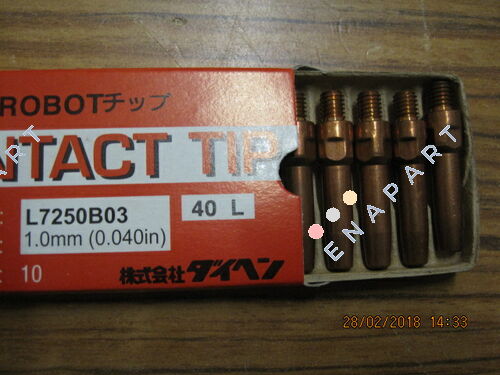 ROBOTチップ
NTACT TIP
L7250B03
40 L
1.0mm (0.040in)
10
株式会社ダイヘン
ENAPART
ENAPART
28/02/2018 14:33